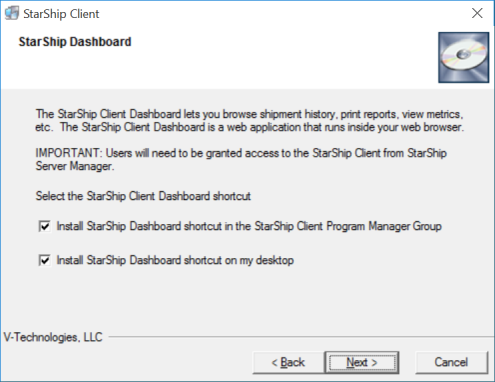 StarShip Client
StarShip Dashboard
The StarShip Client Dashboard lets you browse shipment history, print reports, view metrics,
etc. The StarShip Client Dashboard is a web application that runs inside your web browser.
IMPORTANT: Users will need to be granted access to the StarShip Client from StarShip
Server Manager.
Select the StarShip Client Dashboard shortcut
Install StarShip Dashboard shortcut in the StarShip Client Program Manager Group
Install StarShip Dashboard shortcut on my desktop
V-Technologies, LLC
< Back
Next >
Cancel